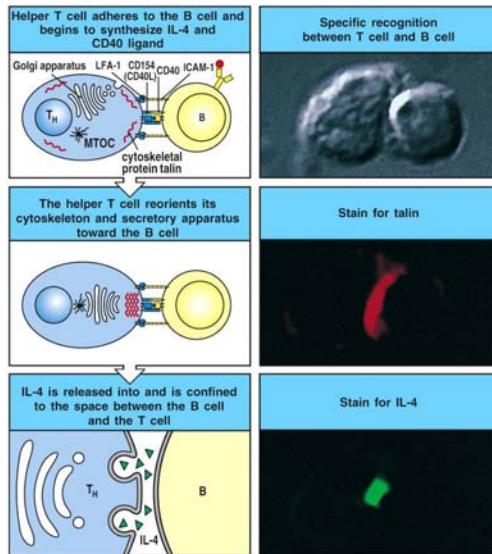 Helper T cell adheres to the B cell and
begins to synthesize IL-4 and
CD40 ligand
Golgi apparatus
LFA-1
CD154
(CD40L)
CD40
ICAM-1
TH
MTOC
B
cytoskeletal
protein talin
Specific recognition
between T cell and B cell
The helper T cell reorients its
cytoskeleton and secretory apparatus
toward the B cell
Stain for talin
IL-4 is released into and is confined
to the space between the B cell
and the T cell
TH
B
IL-4
Stain for IL-4